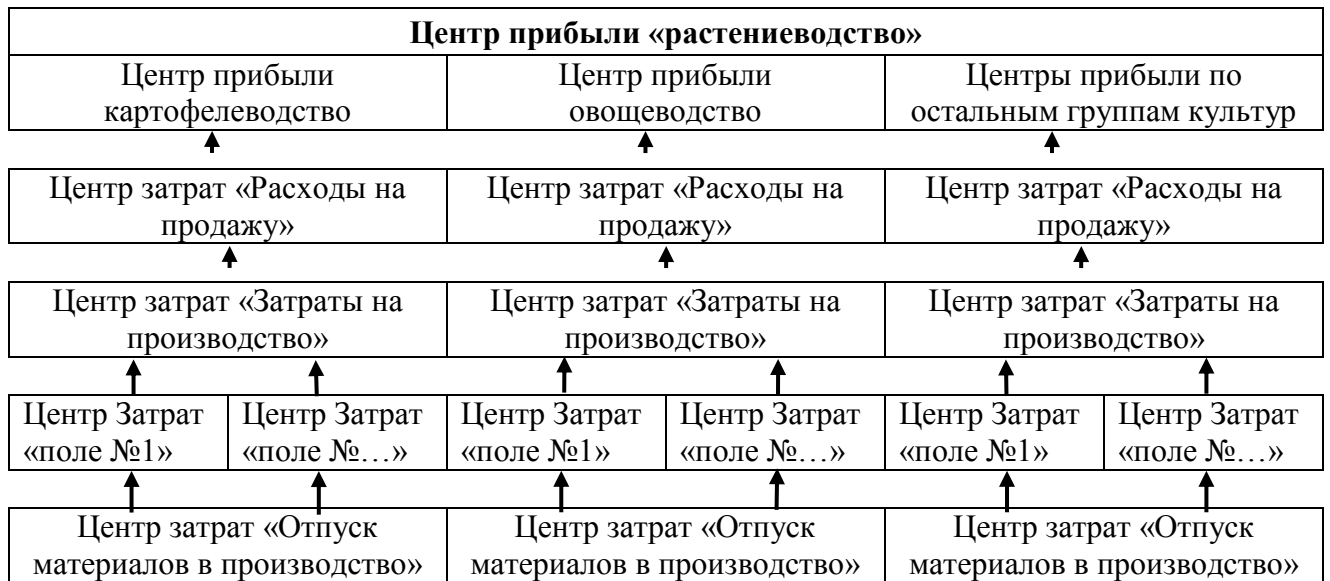 Центр прибыли «растениеводство»
Центр прибыли
картофелеводство
Центр прибыли
овощеводство
Центры прибыли по
остальным группам культур
Центр затрат «Расходы на
продажу»
Центр затрат «Расходы на
продажу»
Центр затрат «Расходы на
продажу»
Центр затрат «Затраты на
производство»
Центр затрат «Затраты на
производство»
Центр затрат «Затраты на
производство»
Центр Затрат
«поле №1»
Центр Затрат
«поле №…»
Центр Затрат
«поле №1»
Центр Затрат
«поле №…»
Центр Затрат
«поле №1»
Центр Затрат
«поле №…»
Центр затрат «Отпуск
материалов в производство»
Центр затрат «Отпуск
материалов в производство»
Центр затрат «Отпуск
материалов в производство»